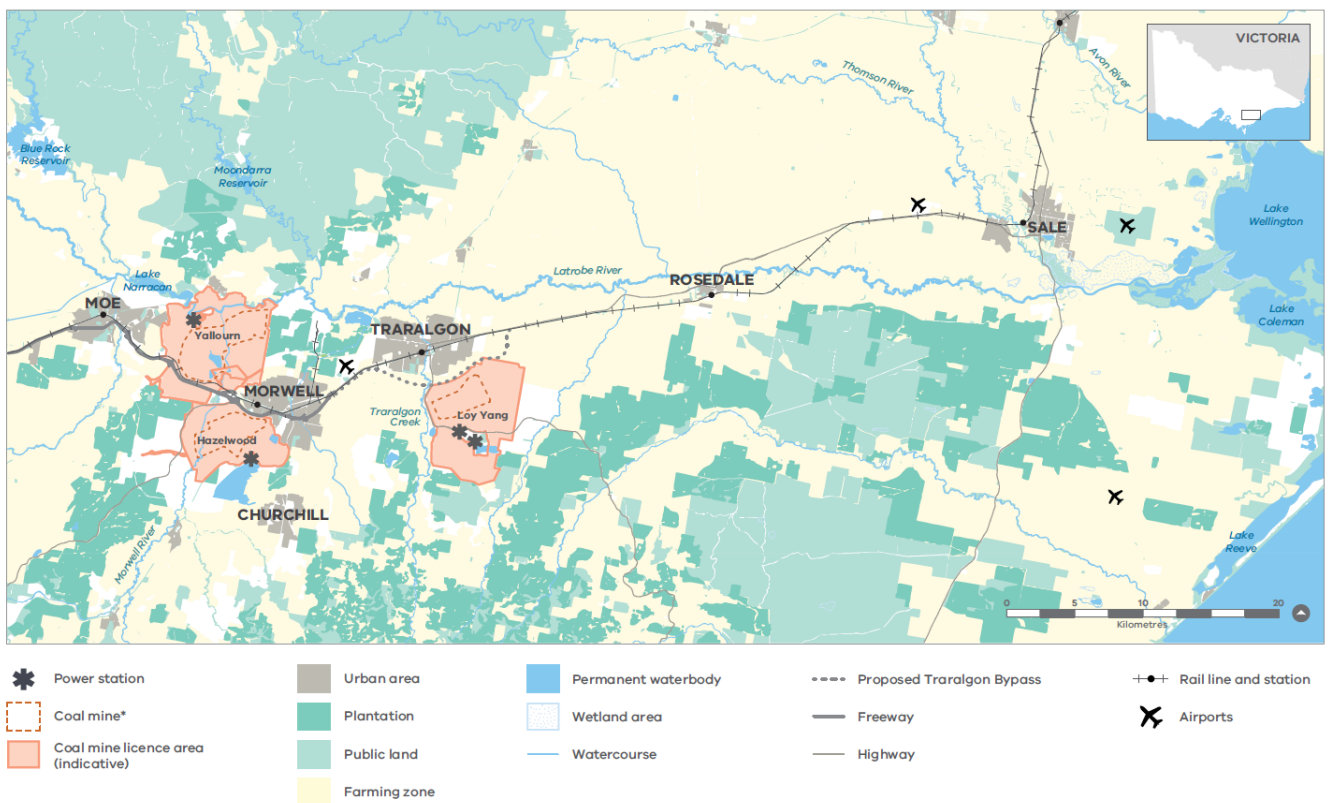 VICTORIA
Avon River
Thomson River
Blue Rock
Reservoir
Moondarra
Reservoir
Lake
Wellington
SALE
Lake
Narracan
Latrobe River
ROSEDALE
MOE
Lake
Coleman
Yallourn
TRARALGON
MORWELL
Traralgon
Creek
Loy Yang
Hazelwood
CHURCHILL
Morwell River
Lake
Reeve
0 5 10 20
Kilometres
Power station
Coal mine*
Coal mine licence area
(indicative)
Urban area
Plantation
Public land
Farming zone
Permanent waterbody
Wetland area
Watercourse
Proposed Traralgon Bypass
Freeway
Highway
Rail line and station
Airports